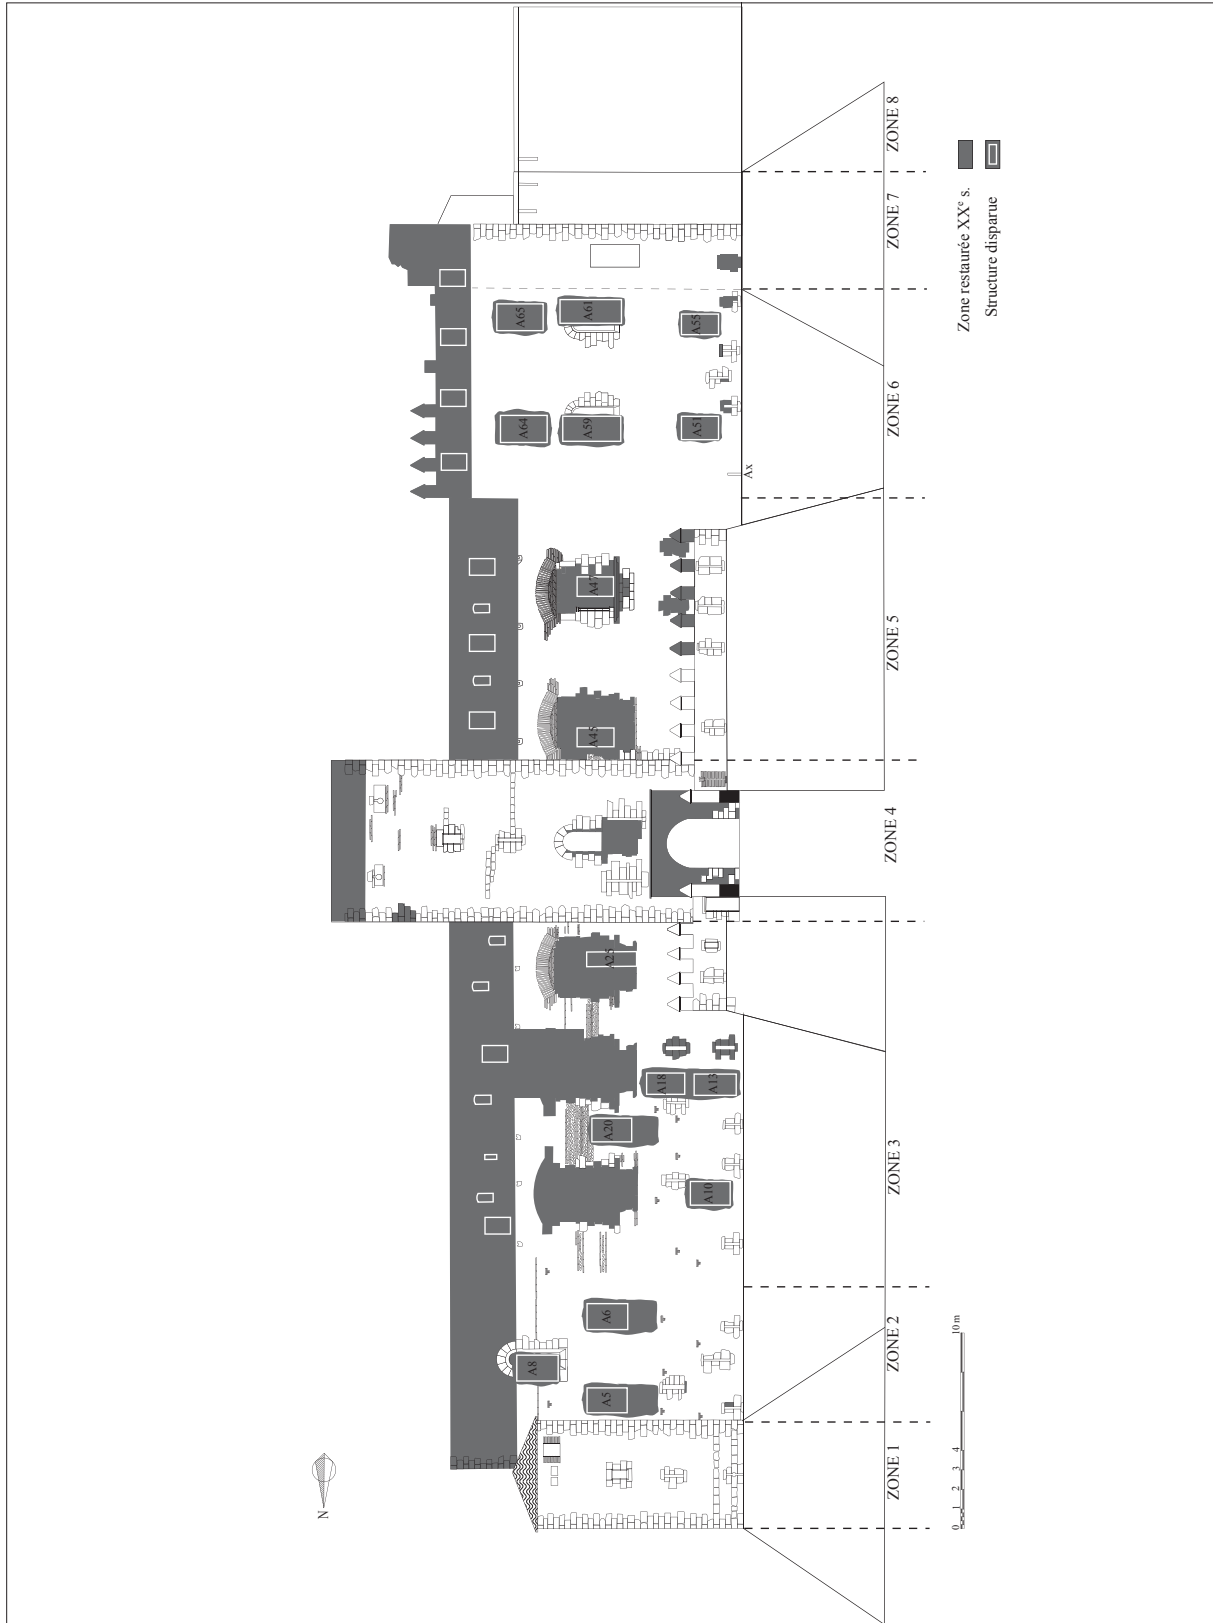 A8
A5
A6
A20
A10
A18
A13
A25
A45
A47
A64
A59
A51
A65
A61
A55
Ax
ZONE 1
ZONE 2
ZONE 3
ZONE 4
ZONE 5
ZONE 6
ZONE 7
ZONE 8
N
0 1 2 3 4 10 m
Zone restaurée XXe s.
Structure disparue